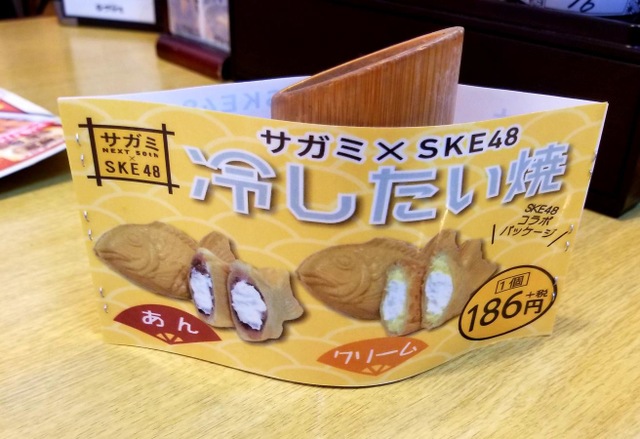 サガミ
NEXT 50th
×
SKE48
サガミ×SKE48
冷したい焼
SKE48
コラボ
パッケージ
あん
クリーム
1個
186円
+税